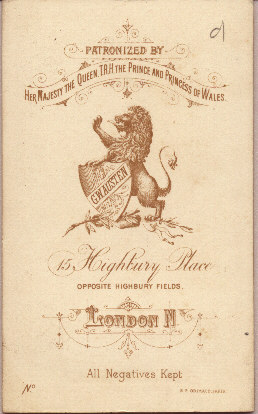 PATRONIZED BY
HER MAJESTY THE QUEEN T.R.H THE PRINCE AND PRINCESS OF WALES.
G.W.AUSTEN
15, Highbury Place
OPPOSITE HIGHBURY FIELDS.
LONDON N
All Negatives Kept
No